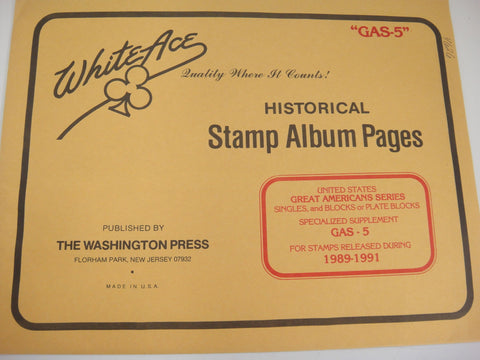 "GAS-5"
White Ace
Quality Where It Counts!
HISTORICAL
Stamp Album Pages
UNITED STATES
GREAT AMERICANS SERIES
SINGLES, and BLOCKS or PLATE BLOCKS
SPECIALIZED SUPPLEMENT
GAS - 5
FOR STAMPS RELEASED DURING
1989-1991
PUBLISHED BY
THE WASHINGTON PRESS
FLORHAM PARK, NEW JERSEY 07932
MADE IN U.S.A.